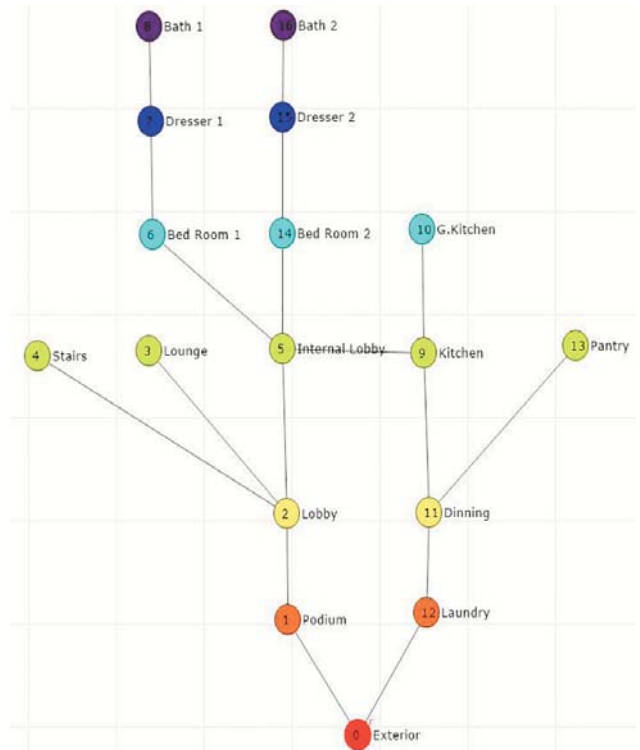 8 Bath 1
16 Bath 2
7 Dresser 1
15 Dresser 2
6 Bed Room 1
14 Bed Room 2
10 G.Kitchen
4 Stairs
3 Lounge
5 Internal Lobby
9 Kitchen
13 Pantry
2 Lobby
11 Dinning
1 Podium
12 Laundry
0 Exterior